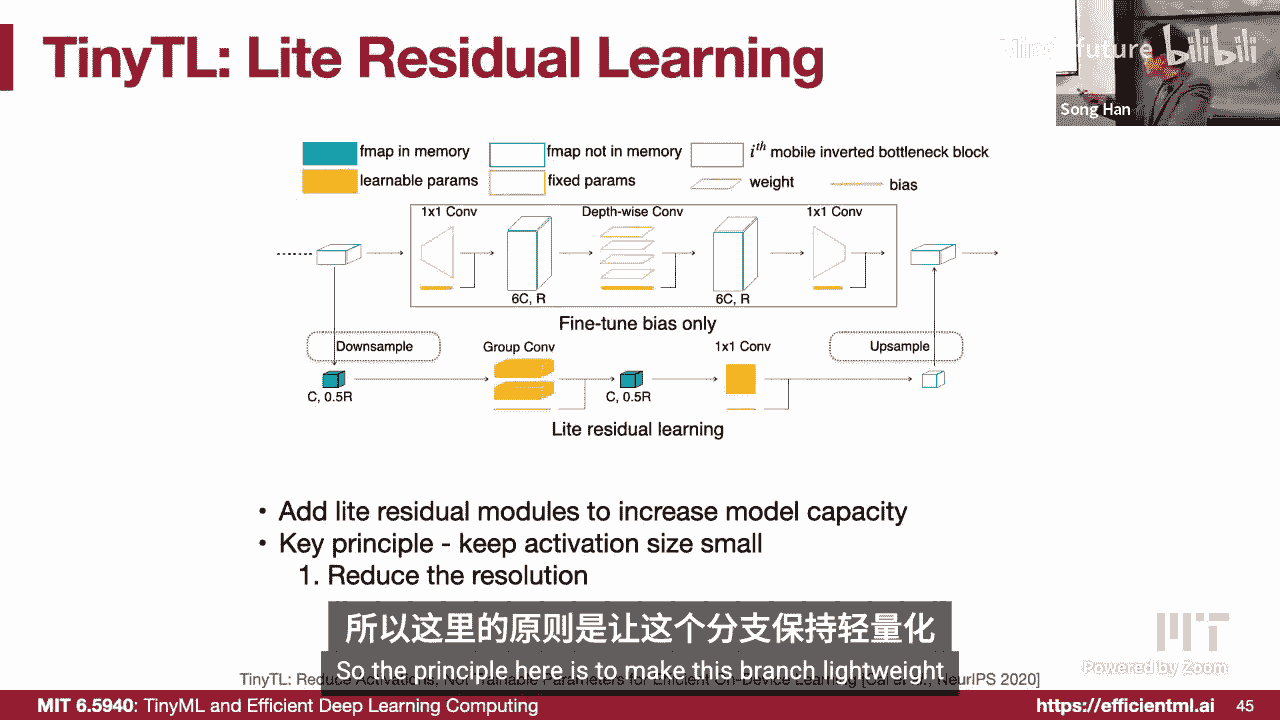 TinyTL: Lite Residual Learning
Mind future bilibili
Song Han
fmap in memory fmap not in memory iᵗʰ mobile inverted bottleneck block
learnable params fixed params weight bias
1x1 Conv Depth-wise Conv 1x1 Conv
6C, R 6C, R
Fine-tune bias only
Downsample Group Conv 1x1 Conv Upsample
C, 0.5R C, 0.5R
Lite residual learning
• Add lite residual modules to increase model capacity
• Key principle - keep activation size small
1. Reduce the resolution
所以这里的原则是让这个分支保持轻量化
So the principle here is to make this branch lightweight
MIT
Powered by Zoom
TinyTL: Reduce Activations, Not Trainable Parameters for Efficient On-Device Learning [Cai et al., NeurIPS 2020]
MIT 6.5940: TinyML and Efficient Deep Learning Computing https://efficientml.ai 45